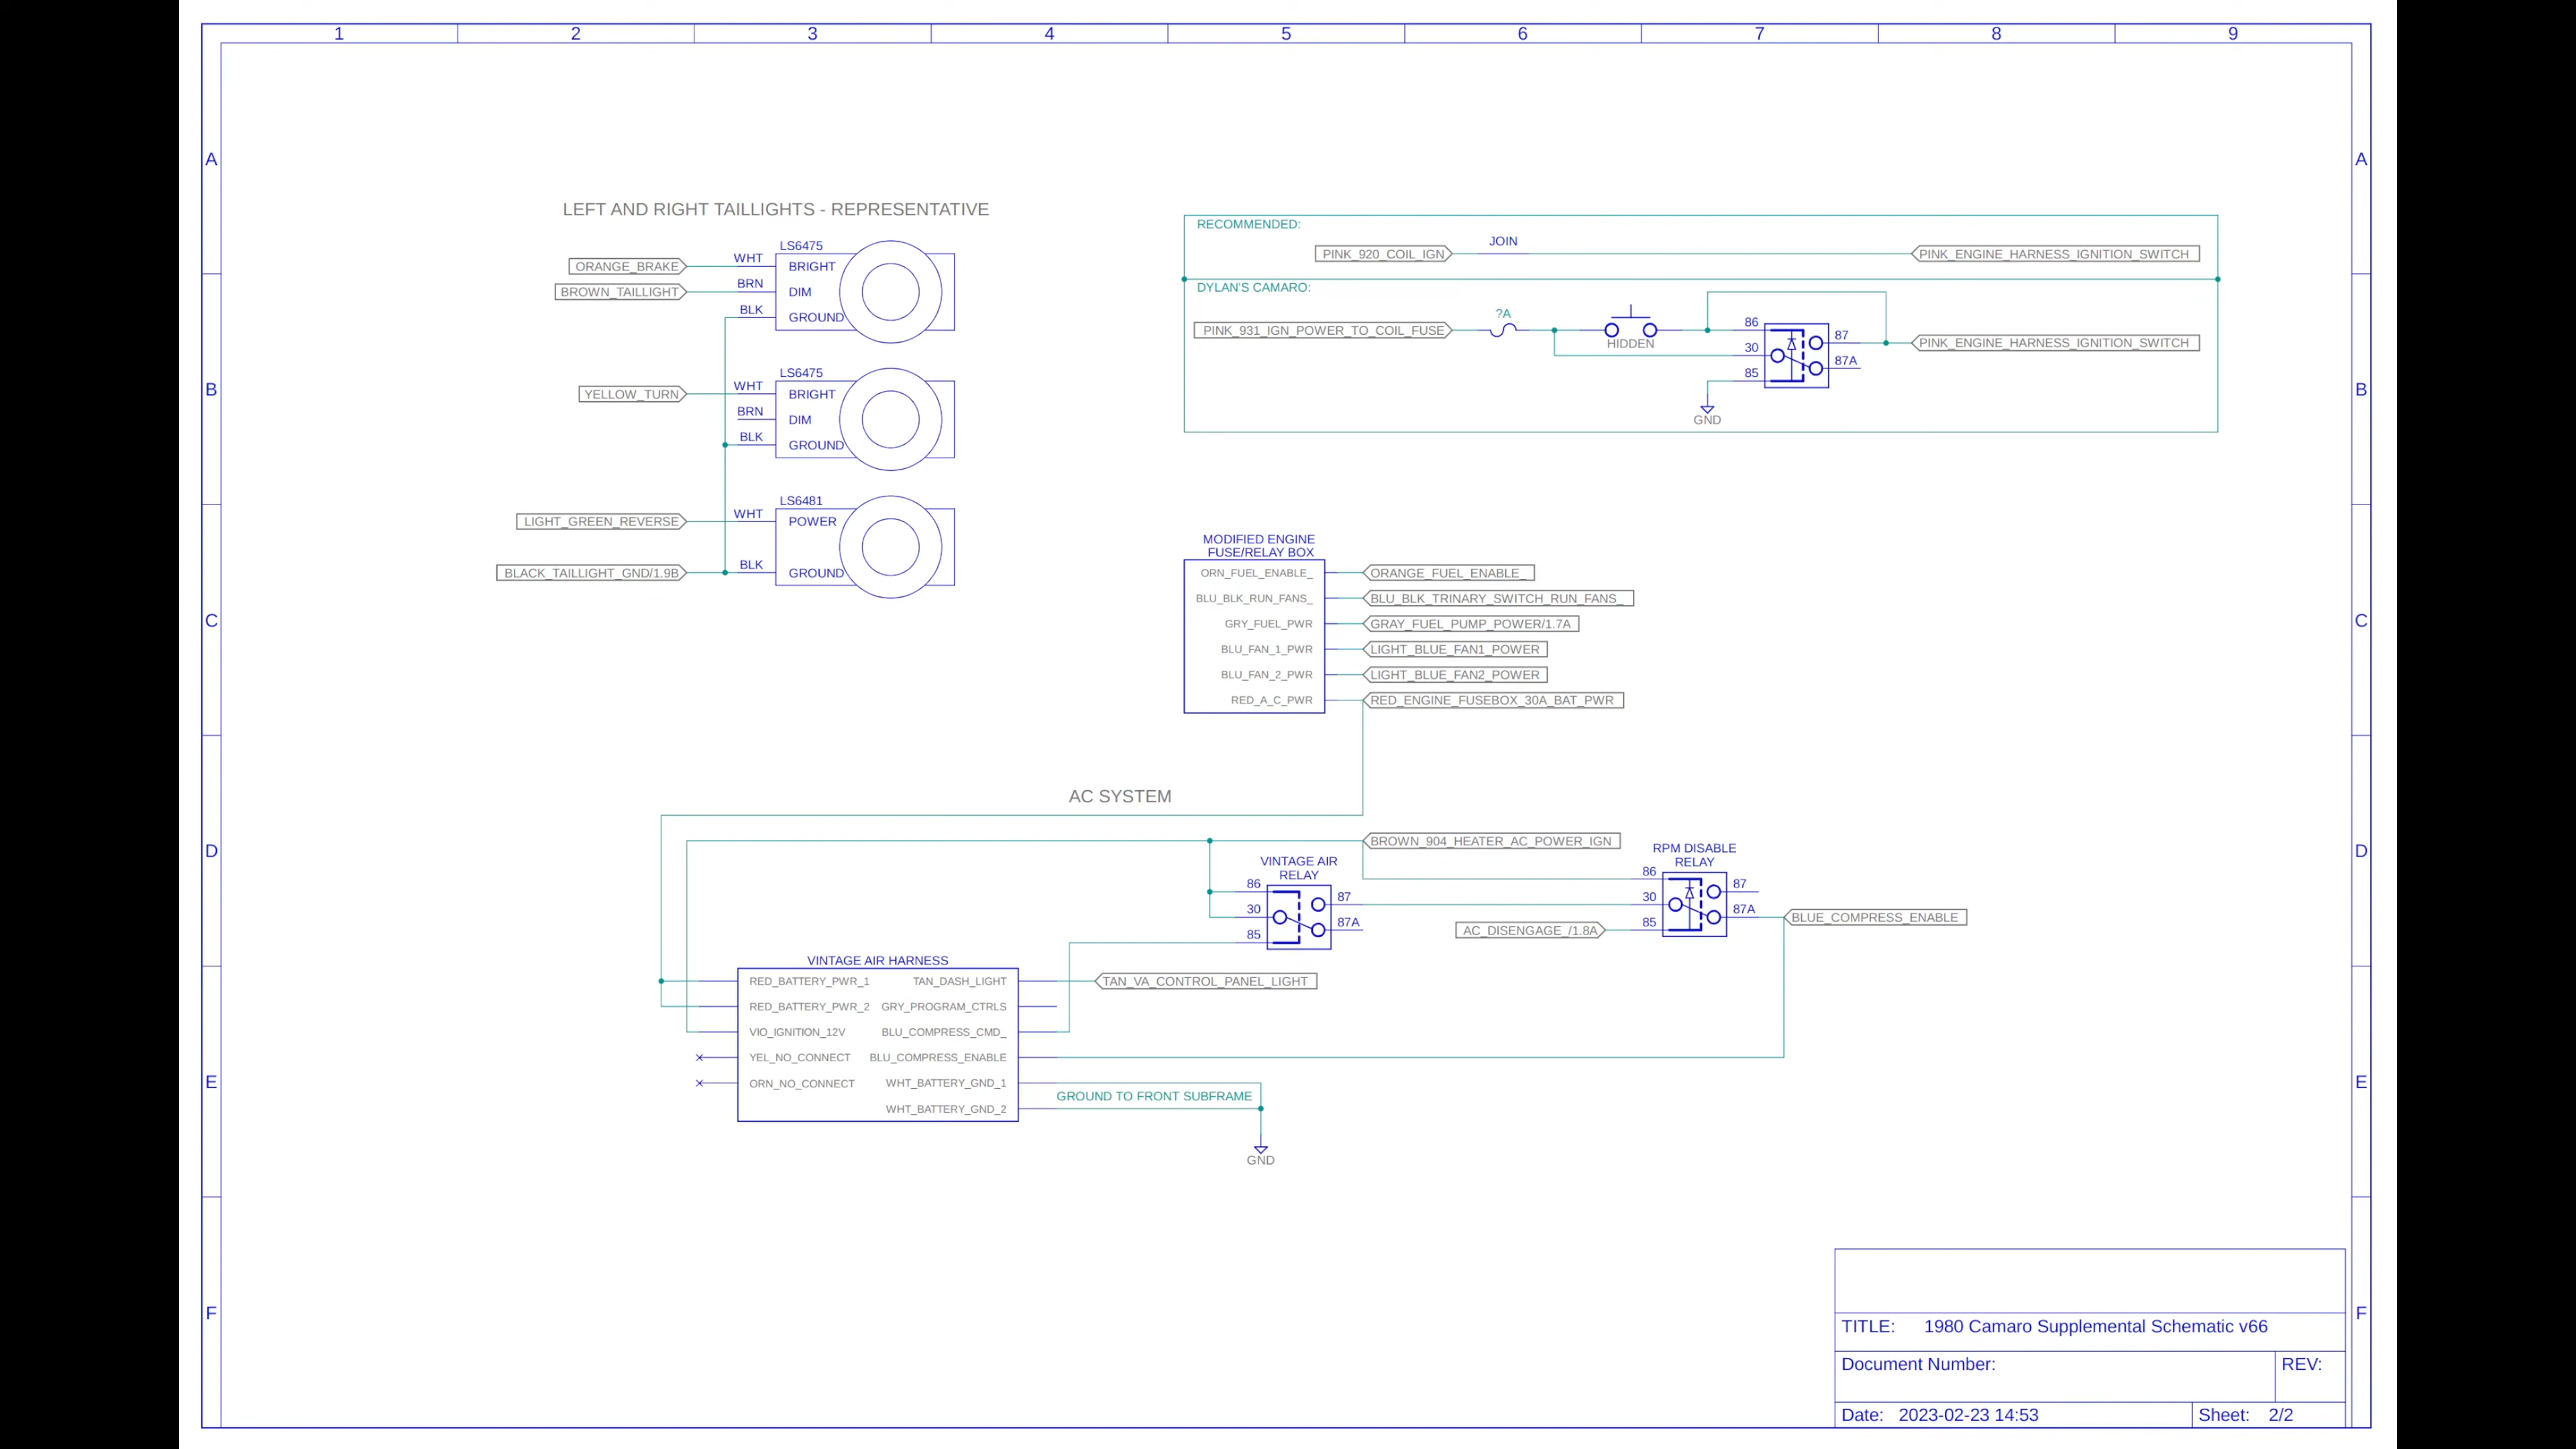 1 2 3 4 5 6 7 8 9
A A
B B
C C
D D
E E
F F
LEFT AND RIGHT TAILLIGHTS - REPRESENTATIVE
LS6475
ORANGE_BRAKE WHT BRIGHT
BROWN_TAILLIGHT BRN DIM
BLK GROUND
LS6475
YELLOW_TURN WHT BRIGHT
BRN DIM
BLK GROUND
LS6481
LIGHT_GREEN_REVERSE WHT POWER
BLACK_TAILLIGHT_GND/1.9B BLK GROUND
RECOMMENDED:
PINK_920_COIL_IGN JOIN PINK_ENGINE_HARNESS_IGNITION_SWITCH
DYLAN'S CAMARO:
PINK_931_IGN_POWER_TO_COIL_FUSE ?A HIDDEN
86 87
30 87A
85
PINK_ENGINE_HARNESS_IGNITION_SWITCH
GND
MODIFIED ENGINE
FUSE/RELAY BOX
ORN_FUEL_ENABLE_ ORANGE_FUEL_ENABLE_
BLU_BLK_RUN_FANS_ BLU_BLK_TRINARY_SWITCH_RUN_FANS_
GRY_FUEL_PWR GRAY_FUEL_PUMP_POWER/1.7A
BLU_FAN_1_PWR LIGHT_BLUE_FAN1_POWER
BLU_FAN_2_PWR LIGHT_BLUE_FAN2_POWER
RED_A_C_PWR RED_ENGINE_FUSEBOX_30A_BAT_PWR
AC SYSTEM
BROWN_904_HEATER_AC_POWER_IGN
VINTAGE AIR
RELAY
86 87
30 87A
85
RPM DISABLE
RELAY
86 87
30 87A
85
AC_DISENGAGE_/1.8A
BLUE_COMPRESS_ENABLE
VINTAGE AIR HARNESS
RED_BATTERY_PWR_1 TAN_DASH_LIGHT TAN_VA_CONTROL_PANEL_LIGHT
RED_BATTERY_PWR_2 GRY_PROGRAM_CTRLS
VIO_IGNITION_12V BLU_COMPRESS_CMD_
YEL_NO_CONNECT BLU_COMPRESS_ENABLE
ORN_NO_CONNECT WHT_BATTERY_GND_1
GROUND TO FRONT SUBFRAME
WHT_BATTERY_GND_2
GND
TITLE: 1980 Camaro Supplemental Schematic v66
Document Number: REV:
Date: 2023-02-23 14:53 Sheet: 2/2